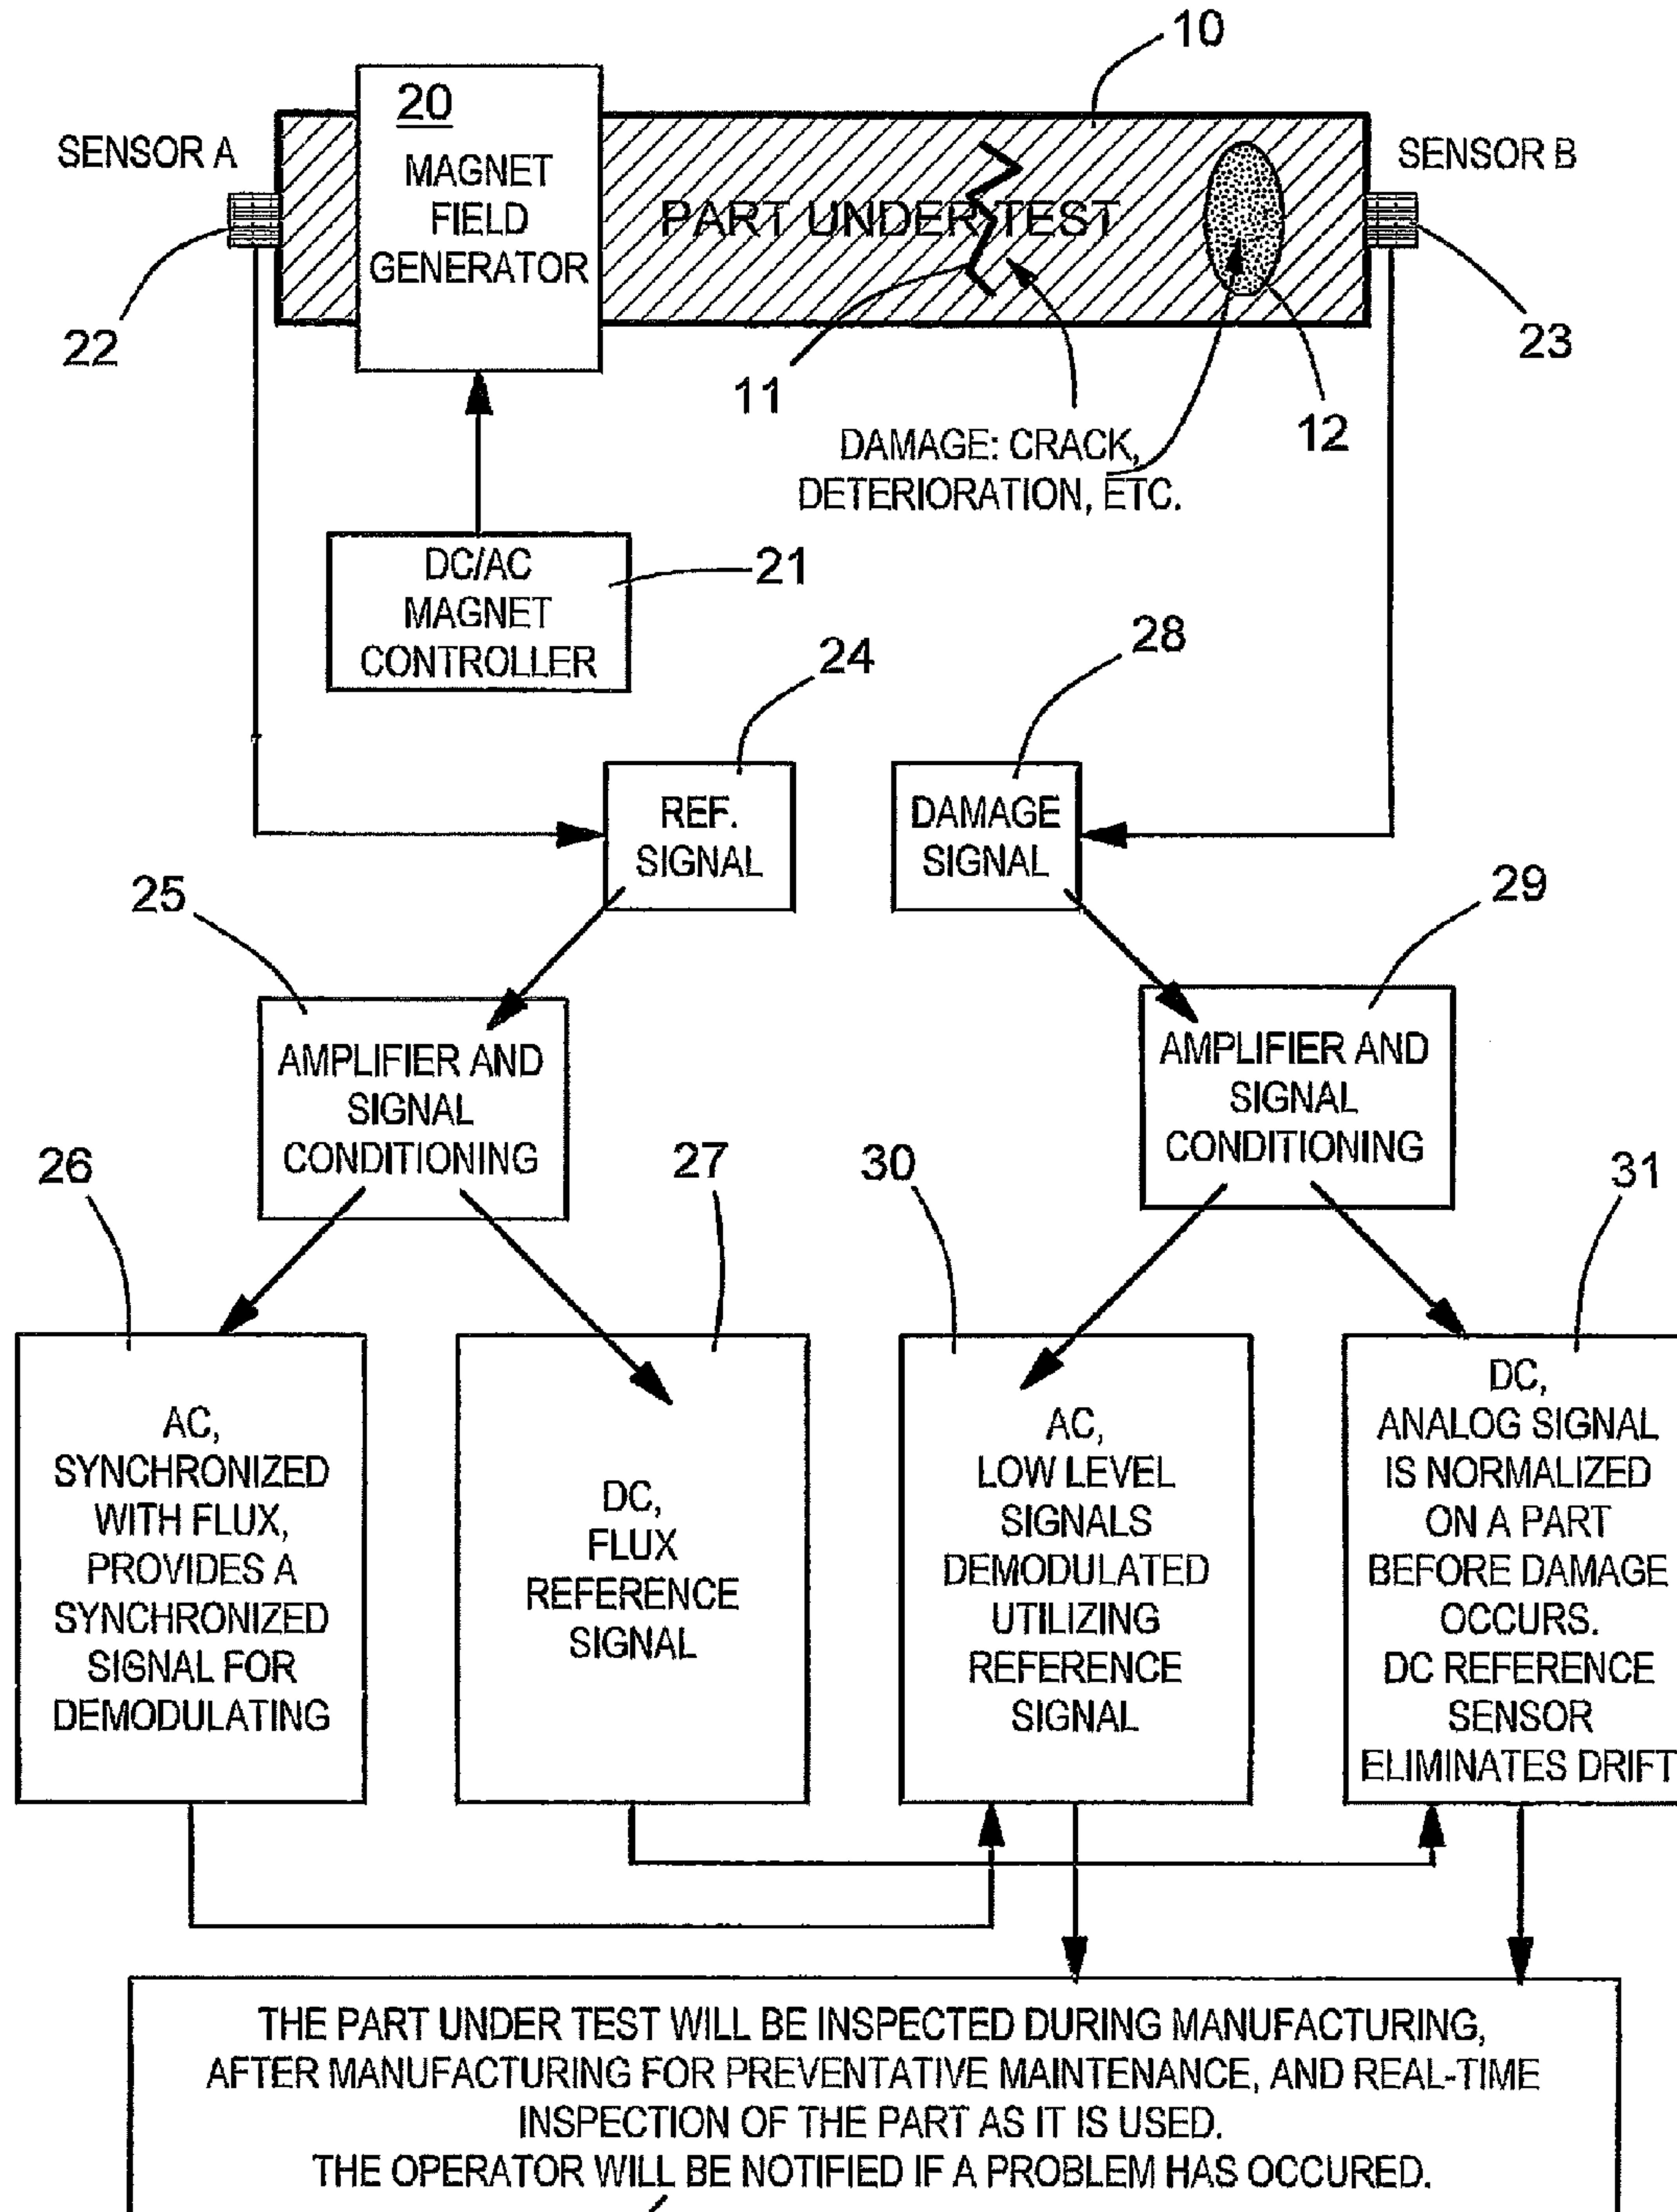 10
20
SENSOR A
MAGNET
FIELD
GENERATOR
PART UNDER TEST
SENSOR B
22
11
12
23
DAMAGE: CRACK,
DETERIORATION, ETC.
DC/AC
MAGNET
CONTROLLER
21
24
28
REF.
SIGNAL
DAMAGE
SIGNAL
25
29
AMPLIFIER AND
SIGNAL
CONDITIONING
AMPLIFIER AND
SIGNAL
CONDITIONING
26
27
30
31
AC,
SYNCHRONIZED
WITH FLUX,
PROVIDES A
SYNCHRONIZED
SIGNAL FOR
DEMODULATING
DC,
FLUX
REFERENCE
SIGNAL
AC,
LOW LEVEL
SIGNALS
DEMODULATED
UTILIZING
REFERENCE
SIGNAL
DC,
ANALOG SIGNAL
IS NORMALIZED
ON A PART
BEFORE DAMAGE
OCCURS.
DC REFERENCE
SENSOR
ELIMINATES DRIFT
THE PART UNDER TEST WILL BE INSPECTED DURING MANUFACTURING,
AFTER MANUFACTURING FOR PREVENTATIVE MAINTENANCE, AND REAL-TIME
INSPECTION OF THE PART AS IT IS USED.
THE OPERATOR WILL BE NOTIFIED IF A PROBLEM HAS OCCURED.